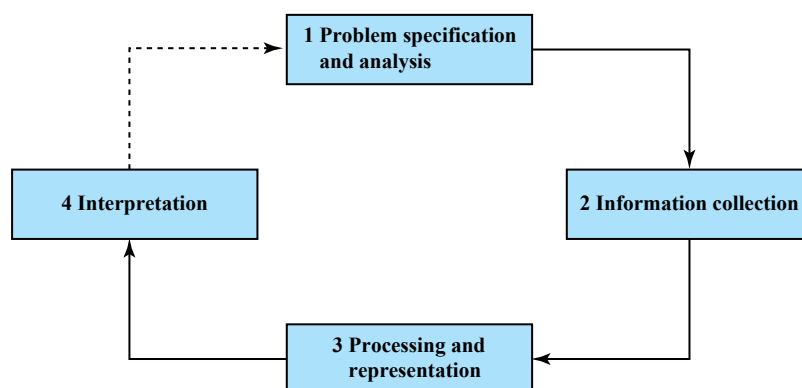 1 Problem specification
and analysis
2 Information collection
3 Processing and
representation
4 Interpretation